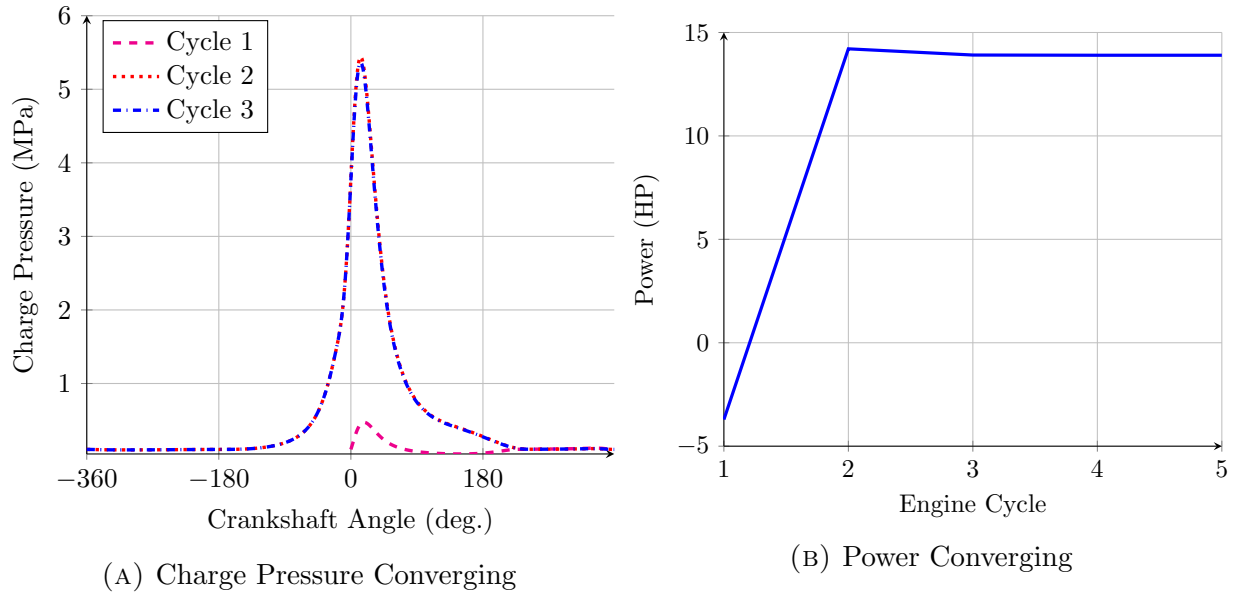 6
5
4
3
2
1
−360
−180
0
180
Charge Pressure (MPa)
Crankshaft Angle (deg.)
Cycle 1
Cycle 2
Cycle 3
(A) Charge Pressure Converging
15
10
5
0
−5
1
2
3
4
5
Power (HP)
Engine Cycle
(B) Power Converging